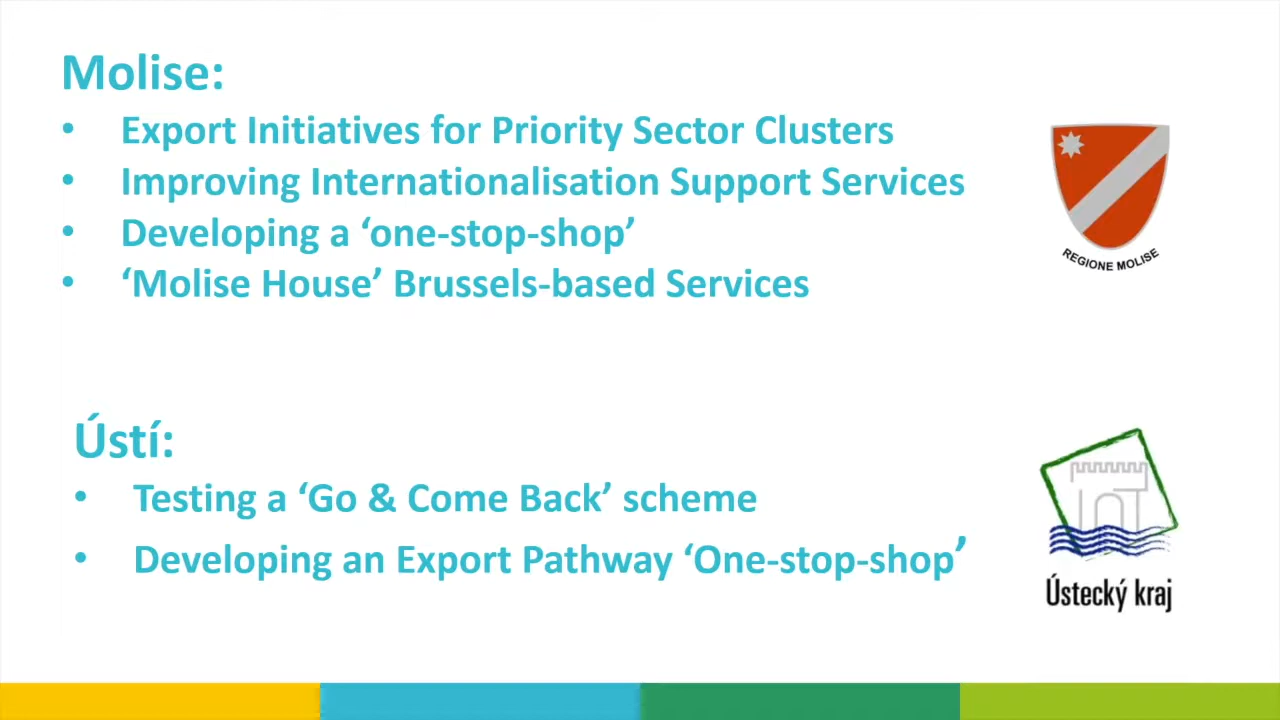 Molise:
• Export Initiatives for Priority Sector Clusters
• Improving Internationalisation Support Services
• Developing a ‘one-stop-shop’
• ‘Molise House’ Brussels-based Services
REGIONE MOLISE
Ústí:
• Testing a ‘Go & Come Back’ scheme
• Developing an Export Pathway ‘One-stop-shop’
Ústecký kraj